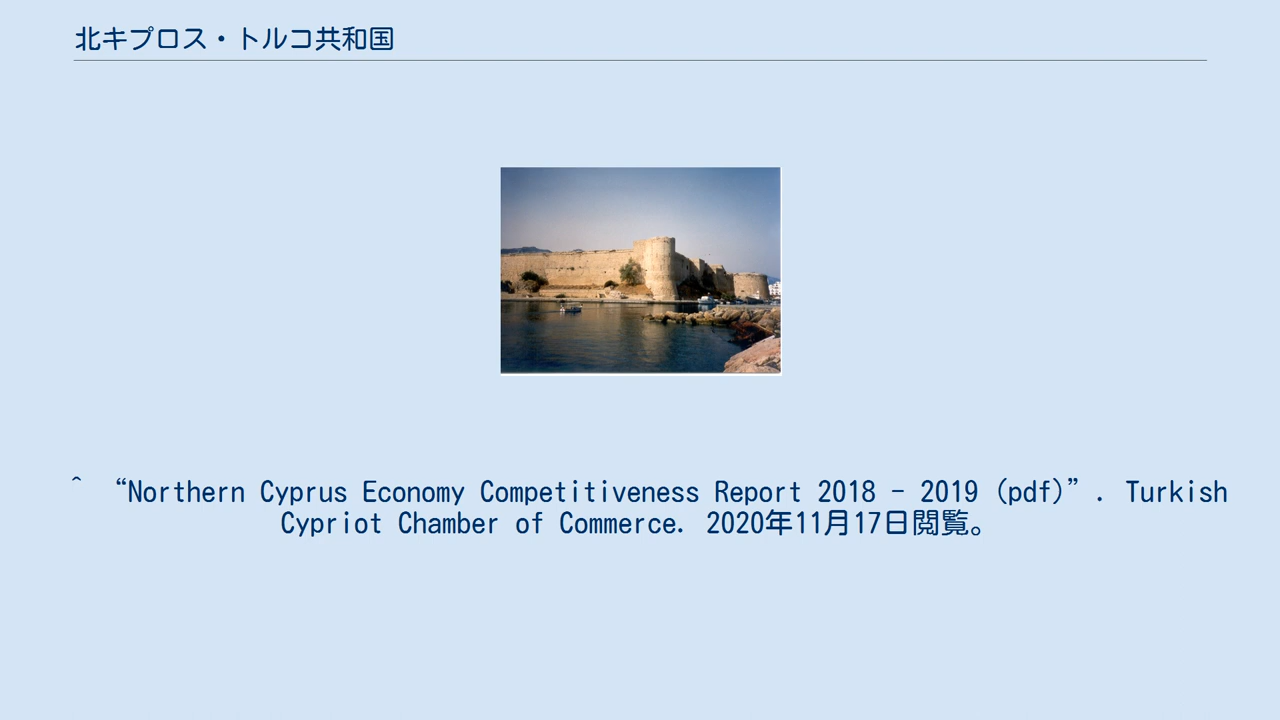 北キプロス・トルコ共和国
^ “Northern Cyprus Economy Competitiveness Report 2018 – 2019 (pdf)”. Turkish
Cypriot Chamber of Commerce. 2020年11月17日閲覧。